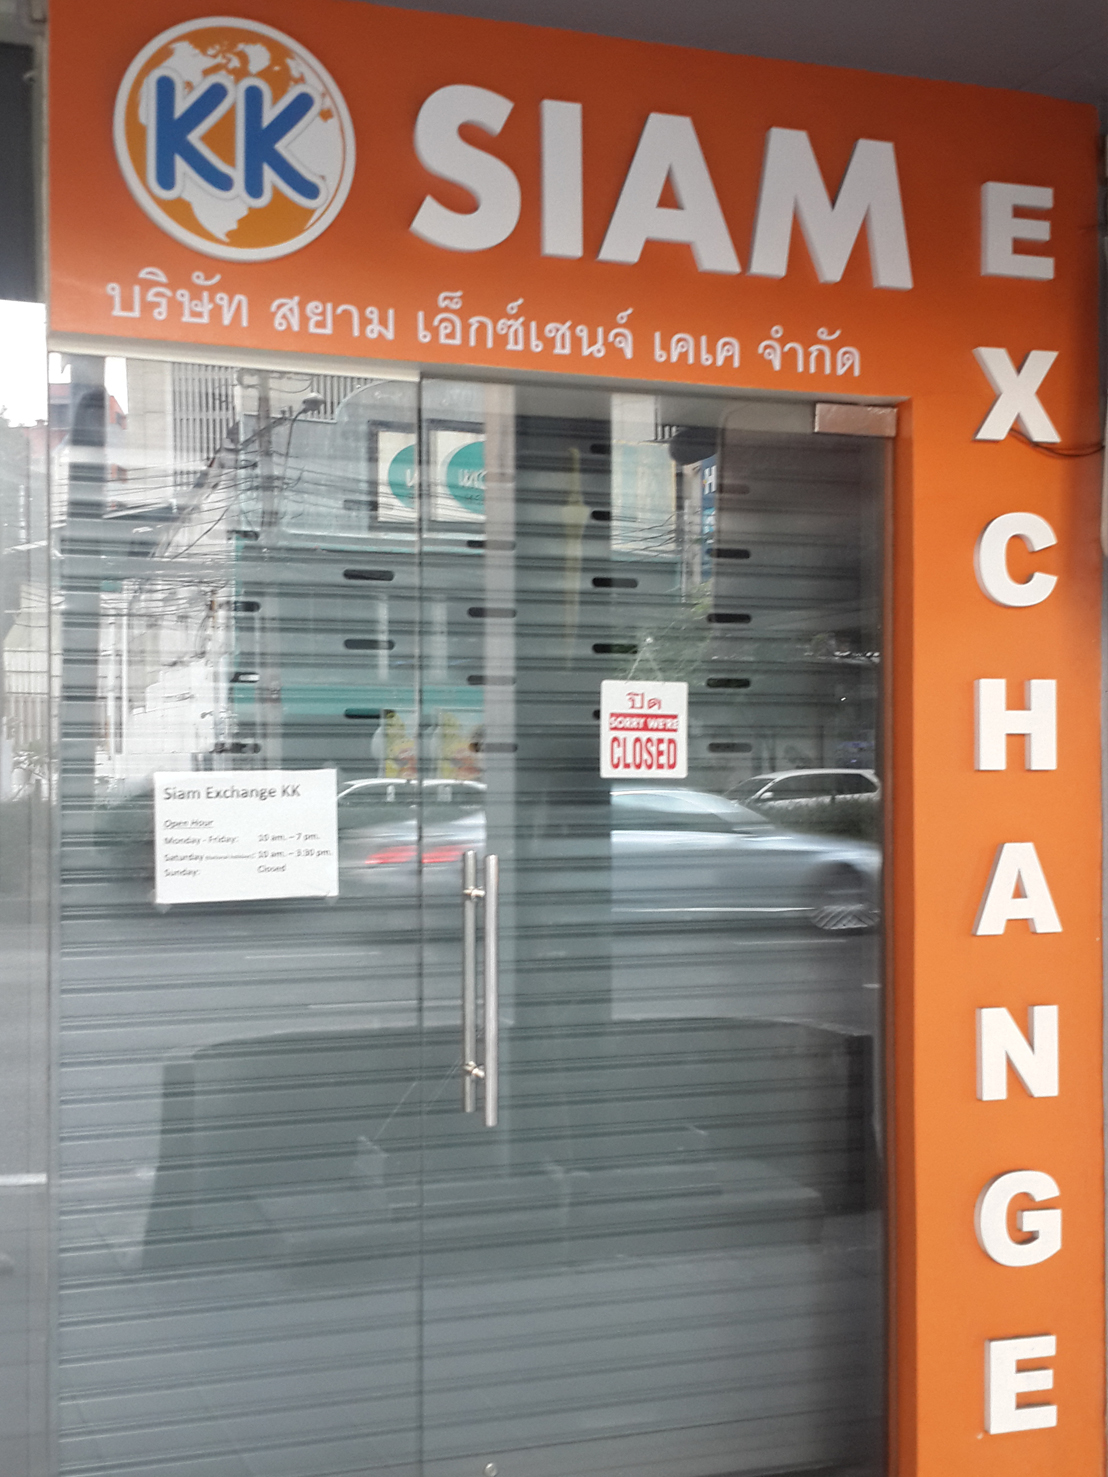 KK
SIAM
EXCHANGE
บริษัท สยาม เอ็กซ์เชนจ์ เคเค จำกัด
ปิด
SORRY WE'RE
CLOSED
Siam Exchange KK
Open Hour
Monday - Friday: 10 am. – 7 pm.
Saturday 10 am. – 3:30 pm.
Sunday: Closed